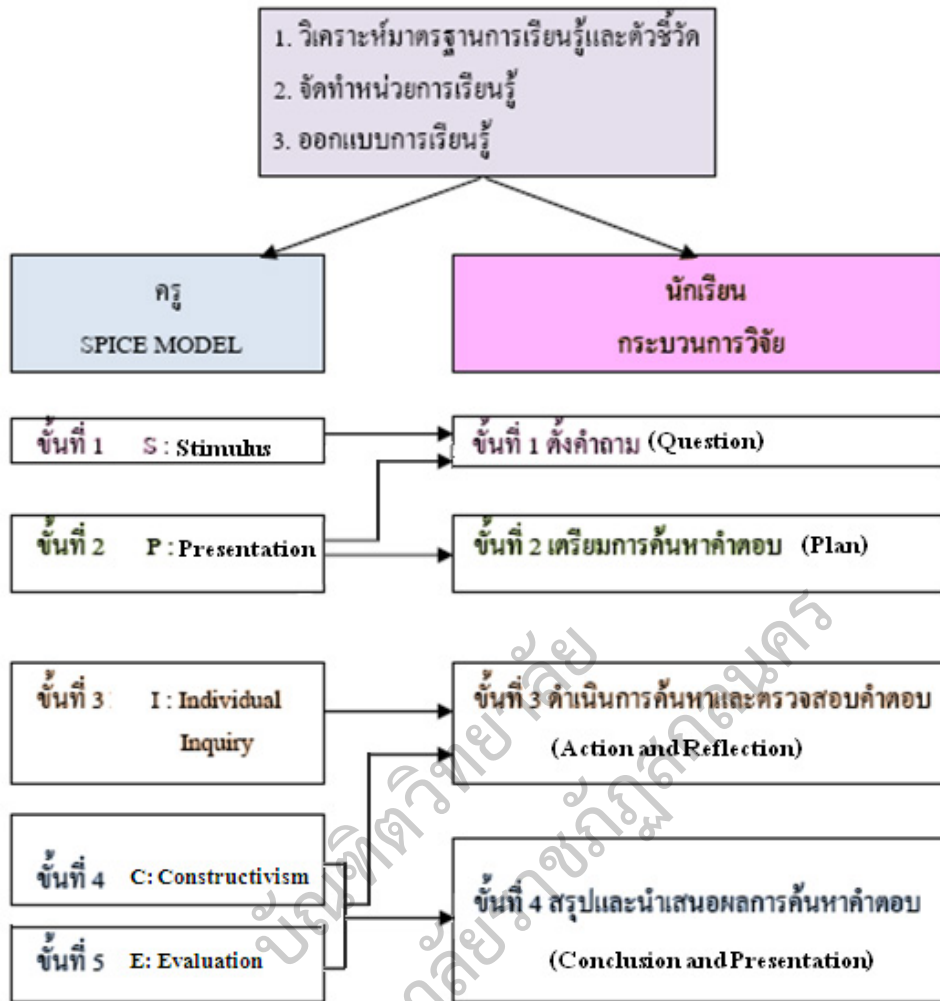 1. วิเคราะห์มาตรฐานการเรียนรู้และตัวชี้วัด
2. จัดทำหน่วยการเรียนรู้
3. ออกแบบการเรียนรู้
ครู
SPICE MODEL
นักเรียน
กระบวนการวิจัย
ขั้นที่ 1 S : Stimulus
ขั้นที่ 1 ตั้งคำถาม (Question)
ขั้นที่ 2 P : Presentation
ขั้นที่ 2 เตรียมการค้นหาคำตอบ (Plan)
ขั้นที่ 3 I : Individual
Inquiry
ขั้นที่ 3 ดำเนินการค้นหาและตรวจสอบคำตอบ
(Action and Reflection)
ขั้นที่ 4 C: Constructivism
ขั้นที่ 5 E: Evaluation
ขั้นที่ 4 สรุปและนำเสนอผลการค้นหาคำตอบ
(Conclusion and Presentation)
บัณฑิตวิทยาลัย